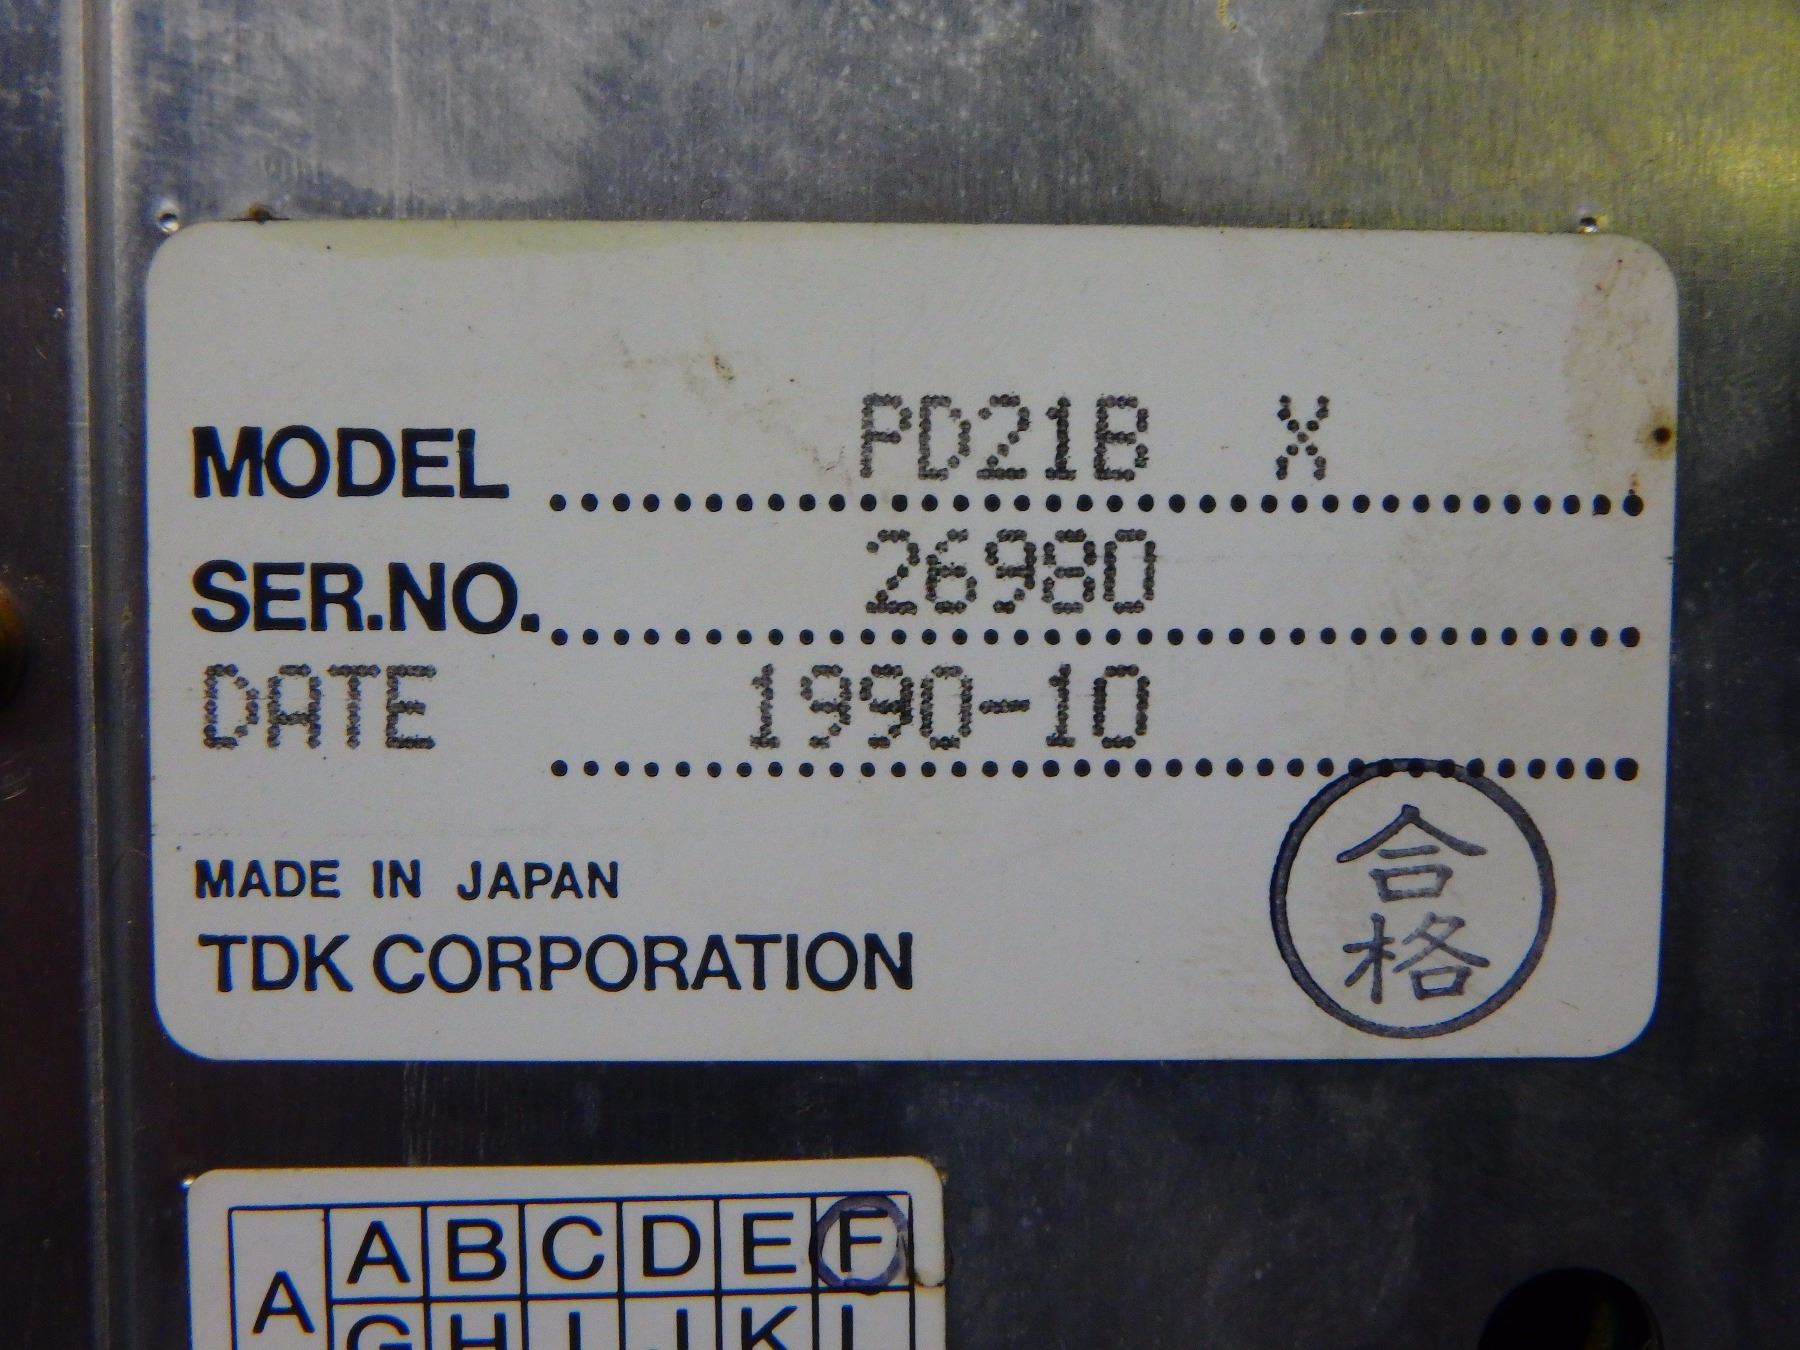 MODEL PD21B X
SER.NO. 26980
DATE 1990-10
MADE IN JAPAN
TDK CORPORATION
合格
A A B C D E F
G H I J K L